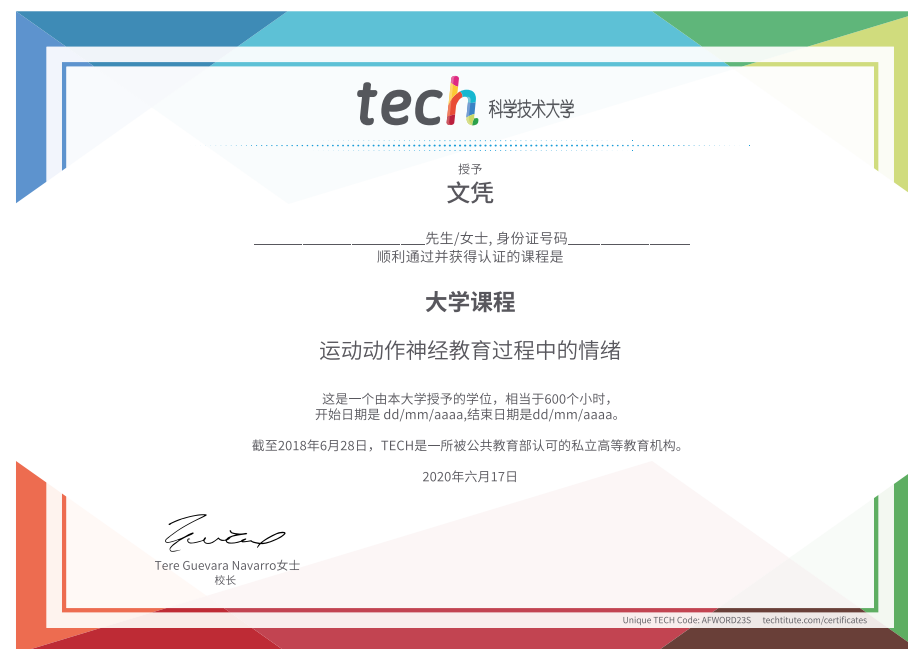 tech 科学技术大学
授予
文凭
先生/女士, 身份证号码
顺利通过并获得认证的课程是
大学课程
运动动作神经教育过程中的情绪
这是一个由本大学授予的学位，相当于600个小时，
开始日期是 dd/mm/aaaa,结束日期是dd/mm/aaaa。
截至2018年6月28日，TECH是一所被公共教育部认可的私立高等教育机构。
2020年六月17日
Tere Guevara Navarro女士
校长
Unique TECH Code: AFWORD23S techtitute.com/certificates